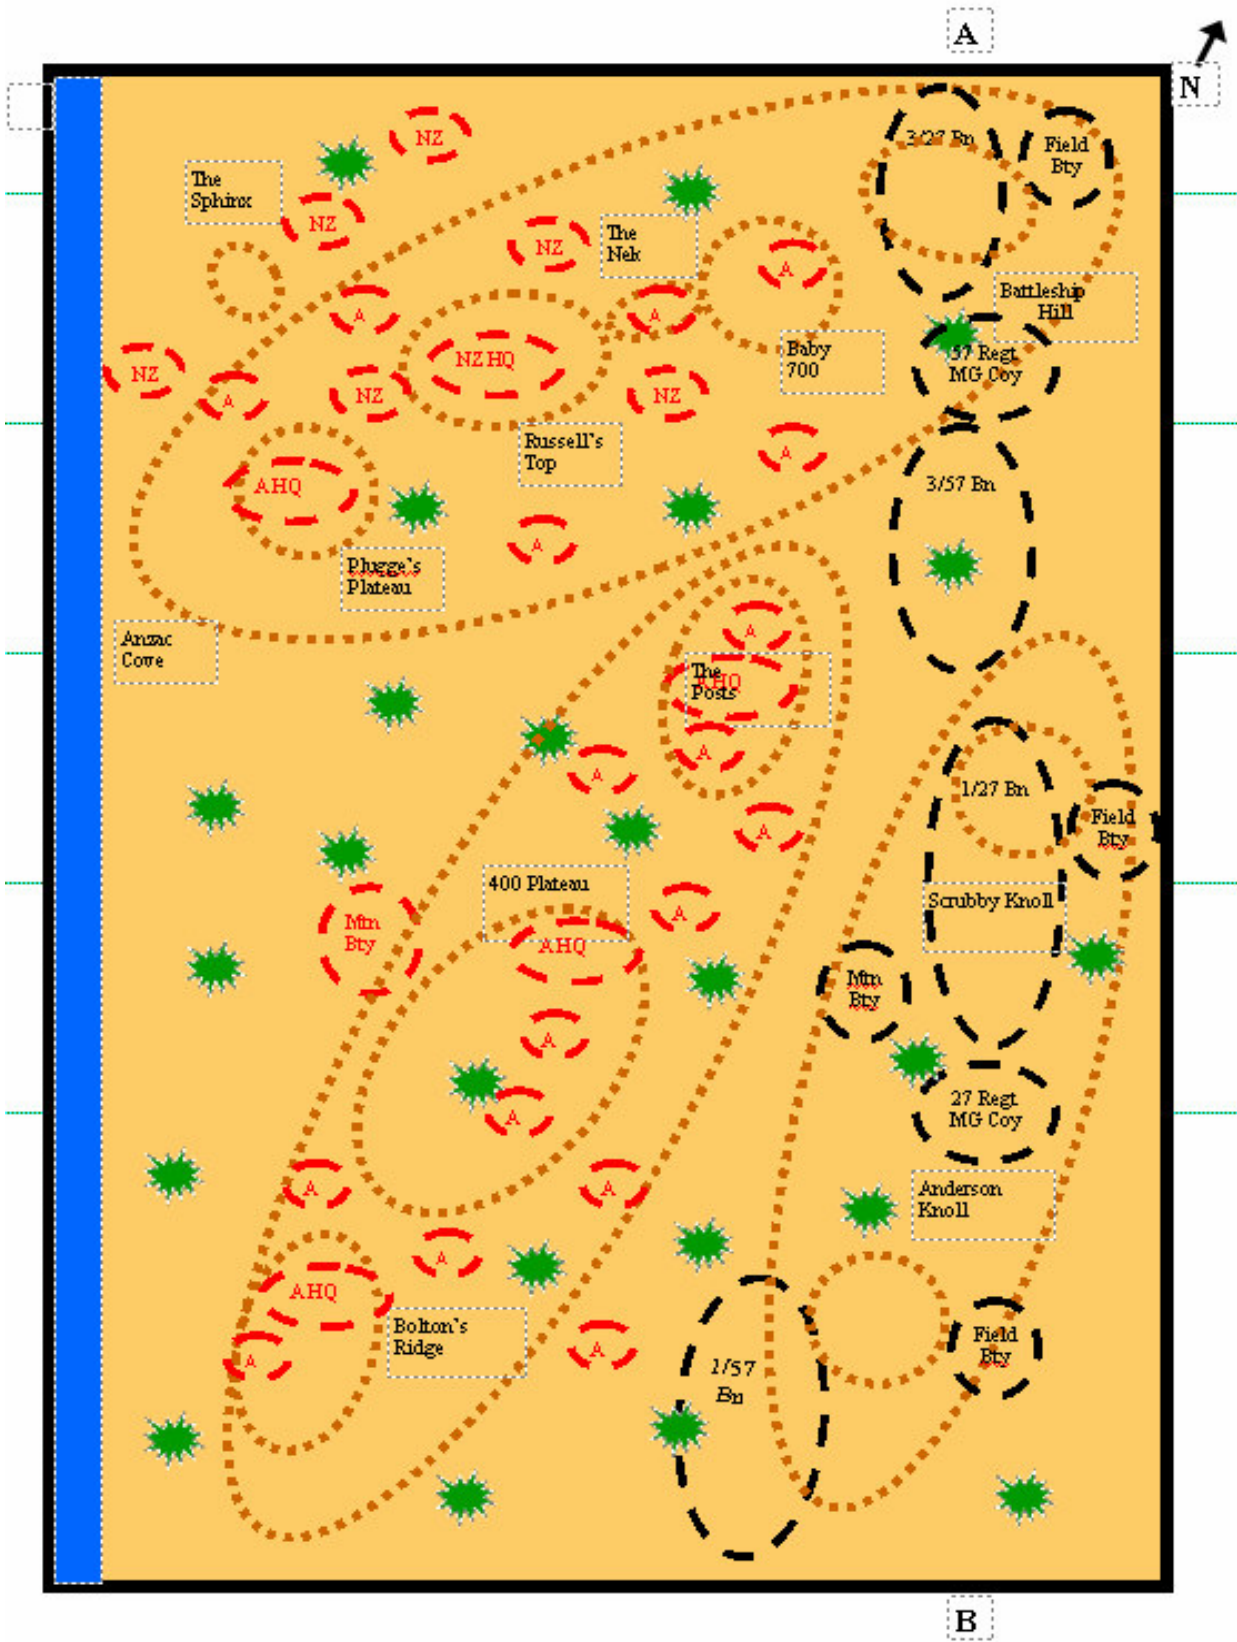 A
N
NZ
3/27 Bn
Field
Bty
The
Sphinx
NZ
The
Nek
NZ
A
Battleship
Hill
A
A
NZ HQ
Baby
700
57 Regt
MG Coy
NZ
A
NZ
NZ
Russell's
Top
A
AHQ
3/57 Bn
A
Plugge's
Plateau
Anzac
Cove
A
The
Posts
AHQ
A
A
1/27 Bn
A
Field
Bty
400 Plateau
A
Scrubby Knoll
Mtn
Bty
AHQ
Mtn
Bty
A
A
27 Regt
MG Coy
A
A
Anderson
Knoll
A
AHQ
Bolton's
Ridge
A
A
Field
Bty
1/57
Bn
B